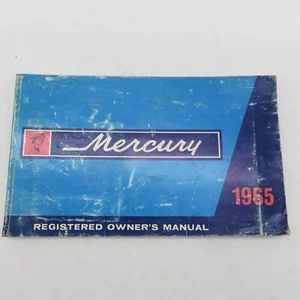 Mercury
1965
REGISTERED OWNER'S MANUAL